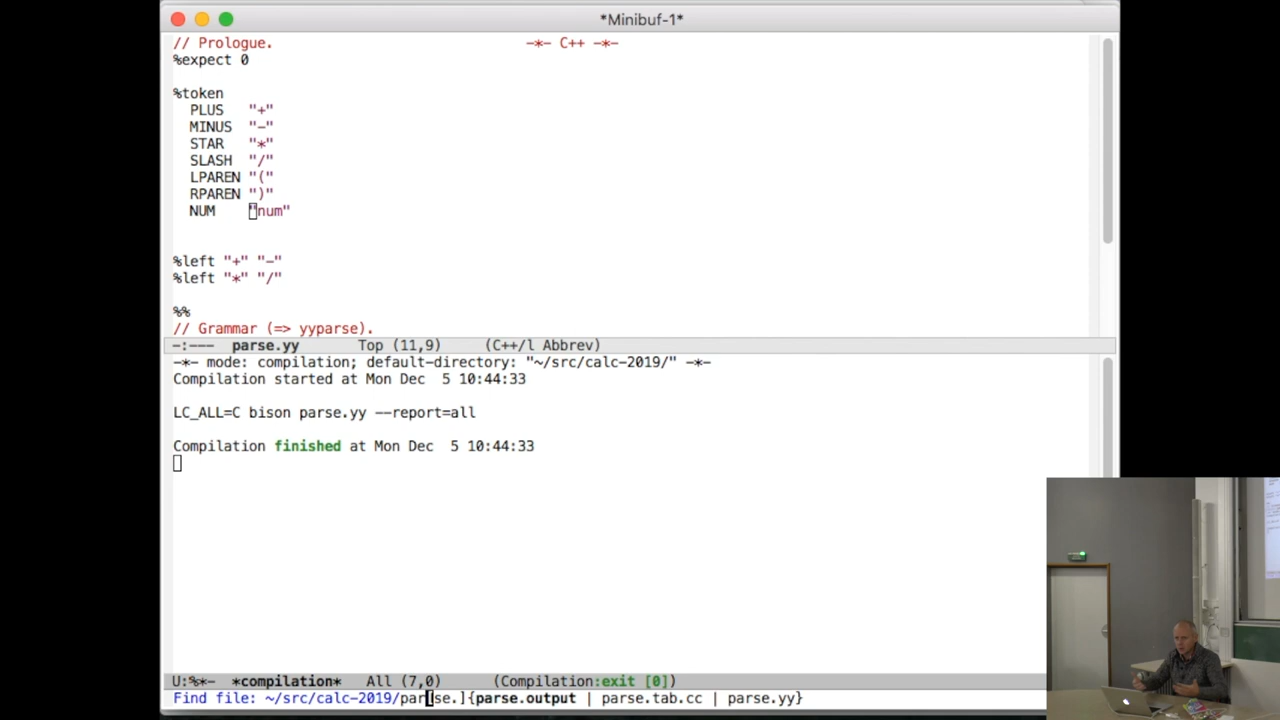 *Minibuf-1*
// Prologue.                              -*- C++ -*-
%expect 0
%token
  PLUS   "+"
  MINUS  "-"
  STAR   "*"
  SLASH  "/"
  LPAREN "("
  RPAREN ")"
  NUM    "num"
%left "+" "-"
%left "*" "/"
%%
// Grammar (=> yyparse).
-:---  parse.yy       Top (11,9)     (C++/l Abbrev)
-*- mode: compilation; default-directory: "~/src/calc-2019/" -*-
Compilation started at Mon Dec  5 10:44:33
LC_ALL=C bison parse.yy --report=all
Compilation finished at Mon Dec  5 10:44:33
U:%*-  *compilation*   All (7,0)      (Compilation:exit [0])
Find file: ~/src/calc-2019/par[se.]{parse.output | parse.tab.cc | parse.yy}